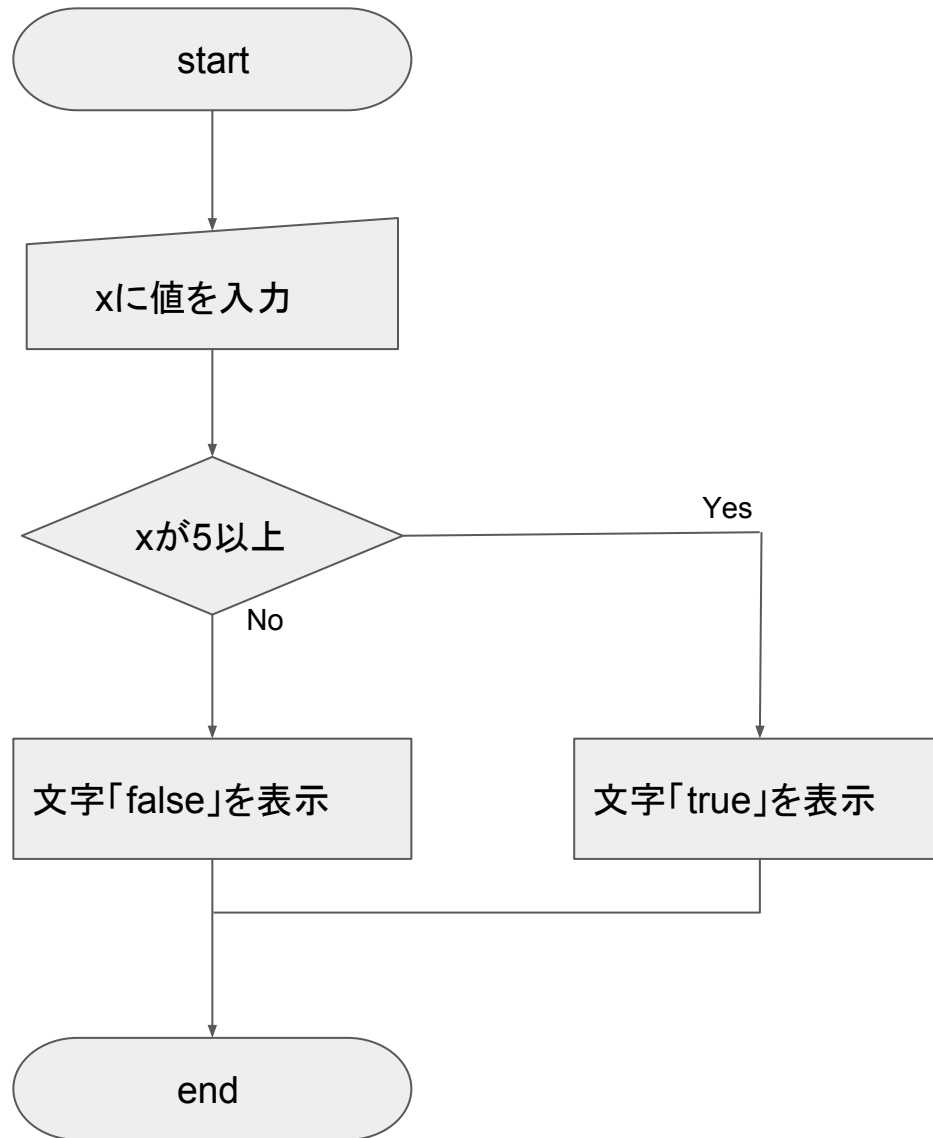 start
xに値を入力
xが5以上
Yes
No
文字「false」を表示
文字「true」を表示
end